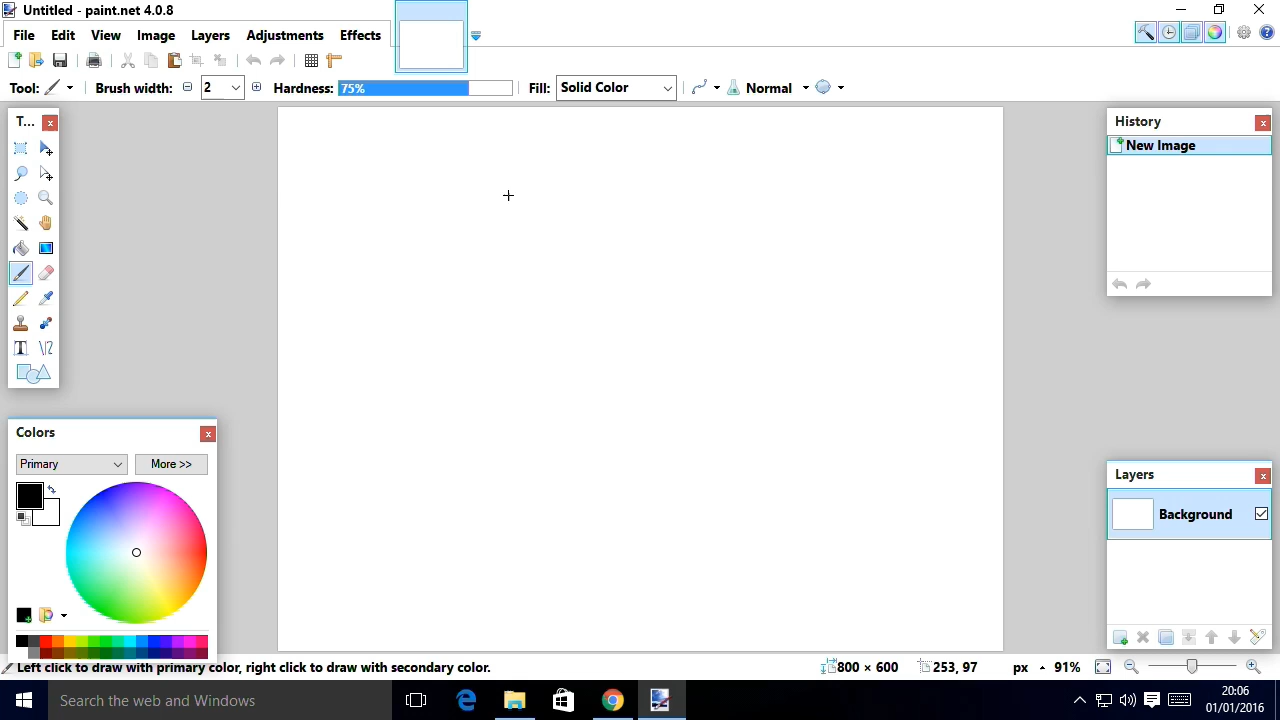 Untitled - paint.net 4.0.8
File Edit View Image Layers Adjustments Effects
Tool: Brush width: 2 Hardness: 75% Fill: Solid Color Normal
T...
History
New Image
Colors
Primary More >>
Layers
Background
Left click to draw with primary color, right click to draw with secondary color. 800 × 600 253, 97 px 91%
Search the web and Windows
20:06
01/01/2016